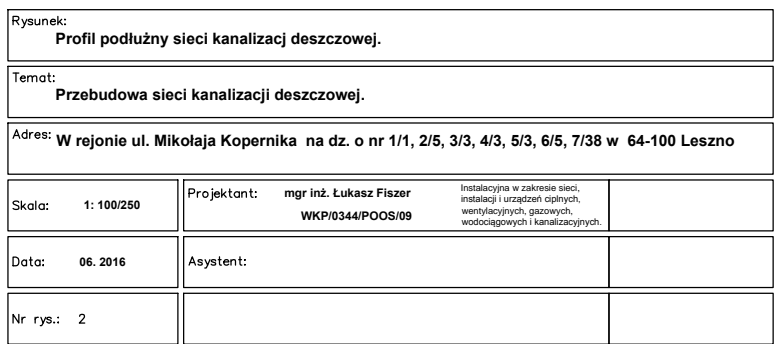 Rysunek:
Profil podłużny sieci kanalizacj deszczowej.
Temat:
Przebudowa sieci kanalizacji deszczowej.
Adres: W rejonie ul. Mikołaja Kopernika na dz. o nr 1/1, 2/5, 3/3, 4/3, 5/3, 6/5, 7/38 w 64-100 Leszno
Skala: 1: 100/250
Projektant: mgr inż. Łukasz Fiszer
WKP/0344/POOS/09
Instalacyjna w zakresie sieci,
instalacji i urządzeń ciplnych,
wentylacyjnych, gazowych,
wodociągowych i kanalizacyjnych.
Data: 06. 2016
Asystent:
Nr rys.: 2